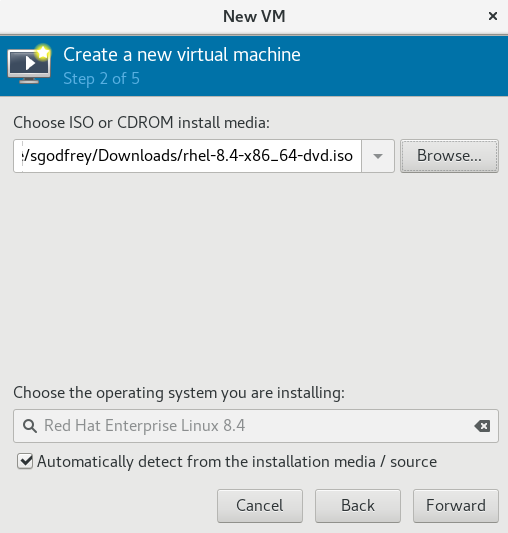 New VM
Create a new virtual machine
Step 2 of 5
Choose ISO or CDROM install media:
/sgodfrey/Downloads/rhel-8.4-x86_64-dvd.iso
Browse...
Choose the operating system you are installing:
Red Hat Enterprise Linux 8.4
Automatically detect from the installation media / source
Cancel
Back
Forward